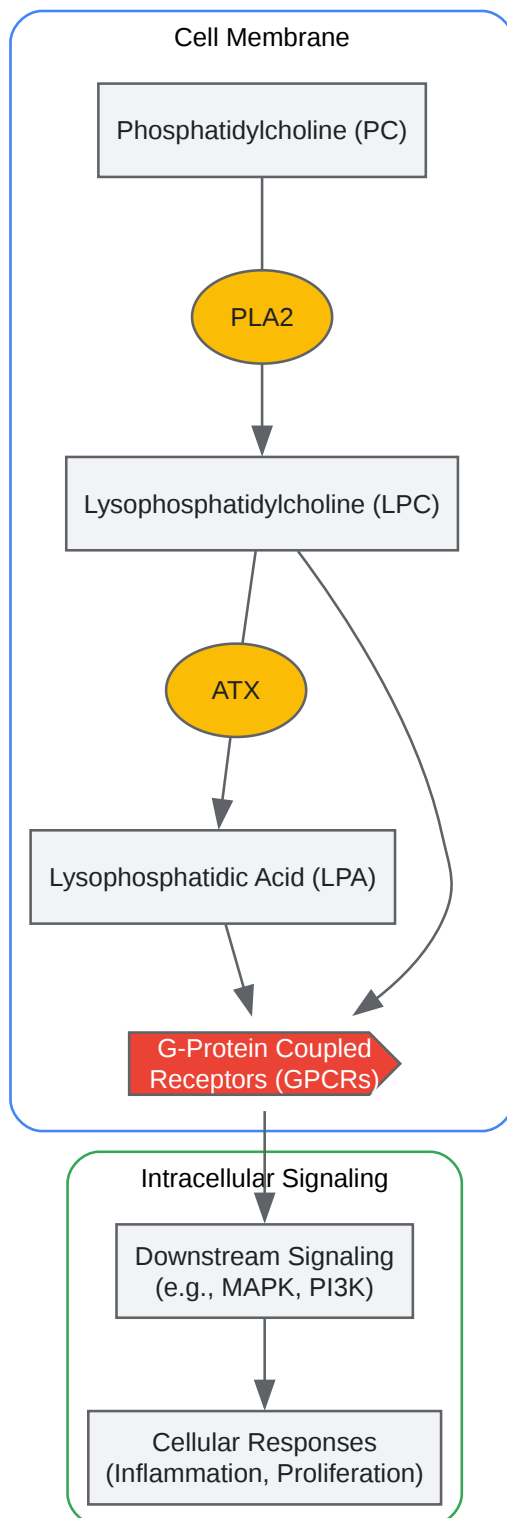 Cell Membrane
Phosphatidylcholine (PC)
PLA2
Lysophosphatidylcholine (LPC)
ATX
Lysophosphatidic Acid (LPA)
G-Protein Coupled
Receptors (GPCRs)
Intracellular Signaling
Downstream Signaling
(e.g., MAPK, PI3K)
Cellular Responses
(Inflammation, Proliferation)